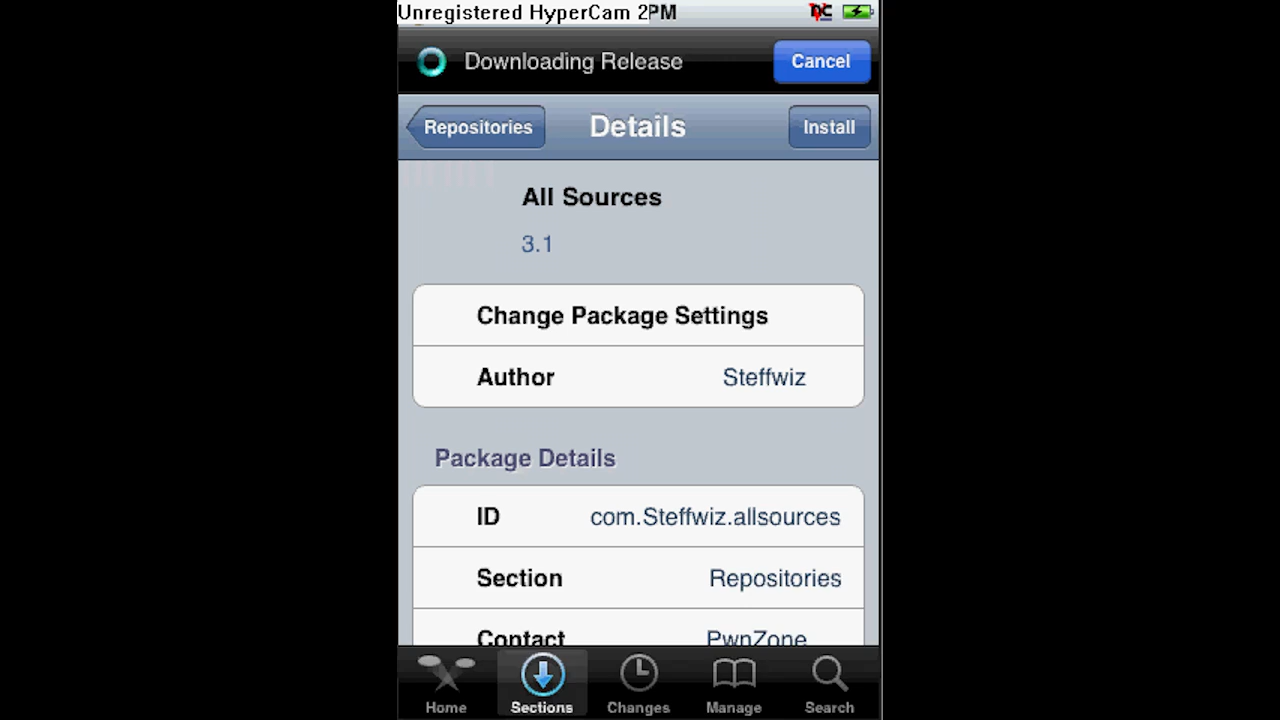 Unregistered HyperCam 2PM
Downloading Release Cancel
Repositories Details Install
All Sources
3.1
Change Package Settings
Author Steffwiz
Package Details
ID com.Steffwiz.allsources
Section Repositories
Contact PwnZone
Home Sections Changes Manage Search